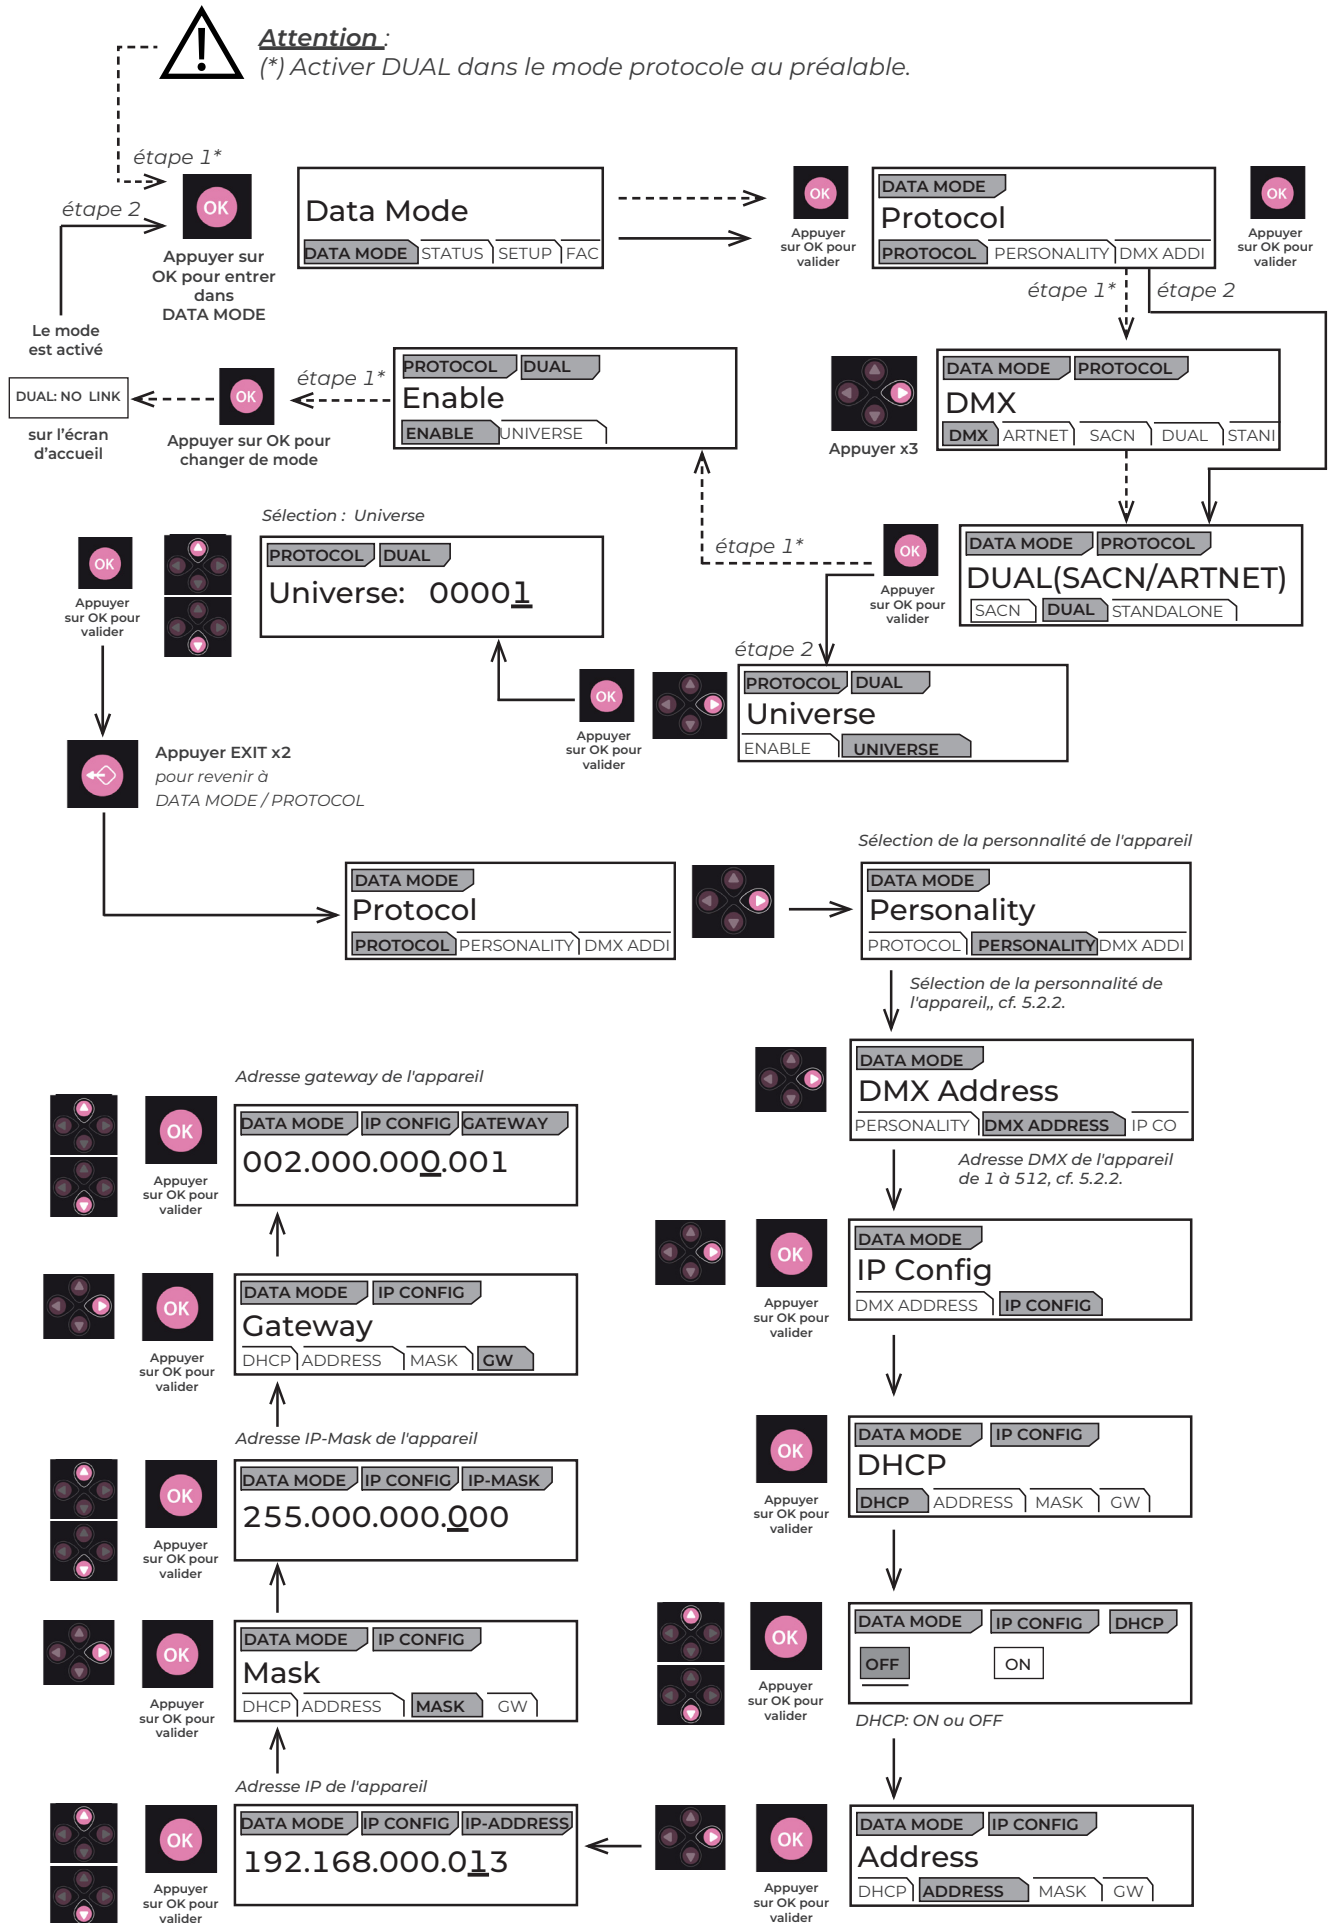 Attention :
(*) Activer DUAL dans le mode protocole au préalable.
étape 1*
étape 2
OK
Appuyer sur
OK pour entrer
dans
DATA MODE
Data Mode
DATA MODE STATUS SETUP FAC
OK
Appuyer
sur OK pour
valider
DATA MODE
Protocol
PROTOCOL PERSONALITY DMX ADDI
OK
Appuyer
sur OK pour
valider
étape 1*
étape 2
Le mode
est activé
DUAL: NO LINK
sur l'écran
d'accueil
OK
Appuyer sur OK pour
changer de mode
étape 1*
PROTOCOL DUAL
Enable
ENABLE UNIVERSE
Appuyer x3
DATA MODE PROTOCOL
DMX
DMX ARTNET SACN DUAL STANI
Sélection : Universe
OK
Appuyer
sur OK pour
valider
PROTOCOL DUAL
Universe: 00001
étape 1*
OK
Appuyer
sur OK pour
valider
DATA MODE PROTOCOL
DUAL(SACN/ARTNET)
SACN DUAL STANDALONE
étape 2
OK
Appuyer
sur OK pour
valider
PROTOCOL DUAL
Universe
ENABLE UNIVERSE
Appuyer EXIT x2
pour revenir à
DATA MODE / PROTOCOL
DATA MODE
Protocol
PROTOCOL PERSONALITY DMX ADDI
Sélection de la personnalité de l'appareil
DATA MODE
Personality
PROTOCOL PERSONALITY DMX ADDI
Sélection de la personnalité de
l'appareil,, cf. 5.2.2.
DATA MODE
DMX Address
PERSONALITY DMX ADDRESS IP CO
Adresse DMX de l'appareil
de 1 à 512, cf. 5.2.2.
OK
Appuyer
sur OK pour
valider
DATA MODE
IP Config
DMX ADDRESS IP CONFIG
OK
Appuyer
sur OK pour
valider
DATA MODE IP CONFIG
DHCP
DHCP ADDRESS MASK GW
OK
Appuyer
sur OK pour
valider
DATA MODE IP CONFIG DHCP
OFF ON
DHCP: ON ou OFF
OK
Appuyer
sur OK pour
valider
DATA MODE IP CONFIG
Address
DHCP ADDRESS MASK GW
Adresse IP de l'appareil
OK
Appuyer
sur OK pour
valider
DATA MODE IP CONFIG IP-ADDRESS
192.168.000.013
OK
Appuyer
sur OK pour
valider
DATA MODE IP CONFIG
Mask
DHCP ADDRESS MASK GW
Adresse IP-Mask de l'appareil
OK
Appuyer
sur OK pour
valider
DATA MODE IP CONFIG IP-MASK
255.000.000.000
OK
Appuyer
sur OK pour
valider
DATA MODE IP CONFIG
Gateway
DHCP ADDRESS MASK GW
Adresse gateway de l'appareil
OK
Appuyer
sur OK pour
valider
DATA MODE IP CONFIG GATEWAY
002.000.000.001